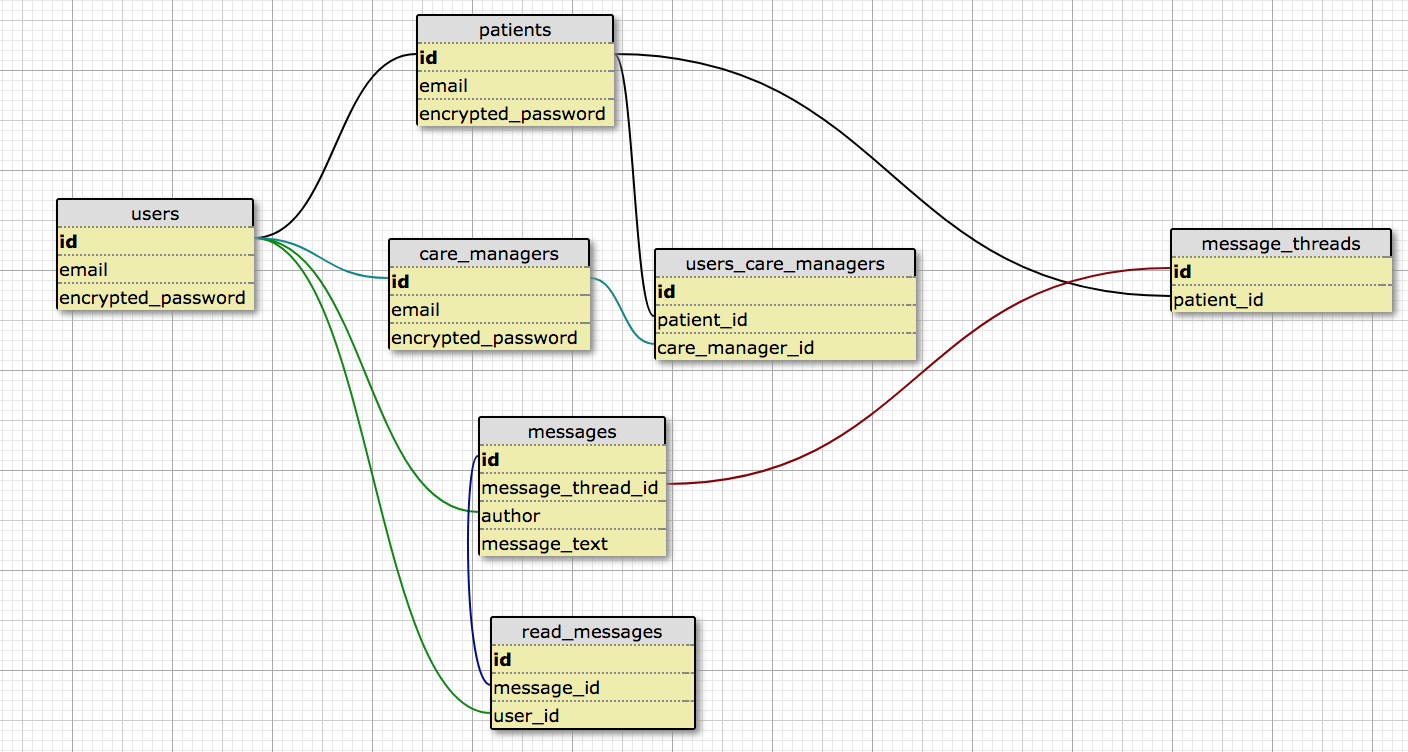 patients
id
email
encrypted_password
users
id
email
encrypted_password
care_managers
id
email
encrypted_password
users_care_managers
id
patient_id
care_manager_id
message_threads
id
patient_id
messages
id
message_thread_id
author
message_text
read_messages
id
message_id
user_id